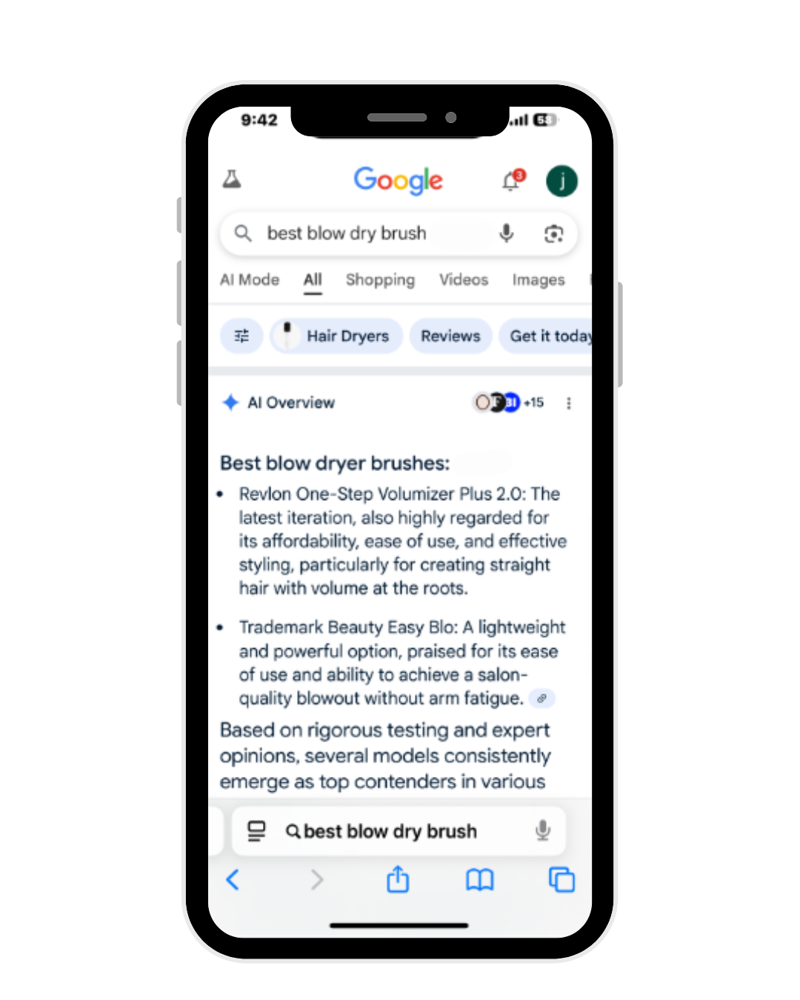 9:42
53
Google
3
j
best blow dry brush
AI Mode All Shopping Videos Images
Hair Dryers Reviews Get it today
AI Overview
BI +15
Best blow dryer brushes:
• Revlon One-Step Volumizer Plus 2.0: The
latest iteration, also highly regarded for
its affordability, ease of use, and effective
styling, particularly for creating straight
hair with volume at the roots.
• Trademark Beauty Easy Blo: A lightweight
and powerful option, praised for its ease
of use and ability to achieve a salon-
quality blowout without arm fatigue.
Based on rigorous testing and expert
opinions, several models consistently
emerge as top contenders in various
best blow dry brush